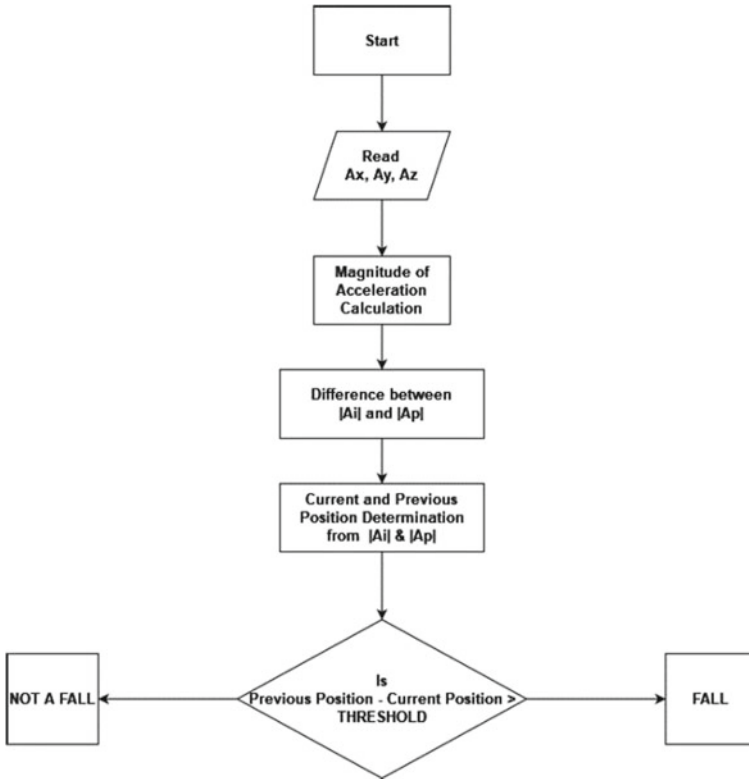 Start
Read
Ax, Ay, Az
Magnitude of
Acceleration
Calculation
Difference between
|Ai| and |Ap|
Current and Previous
Position Determination
from |Ai| & |Ap|
Is
Previous Position - Current Position >
THRESHOLD
NOT A FALL
FALL